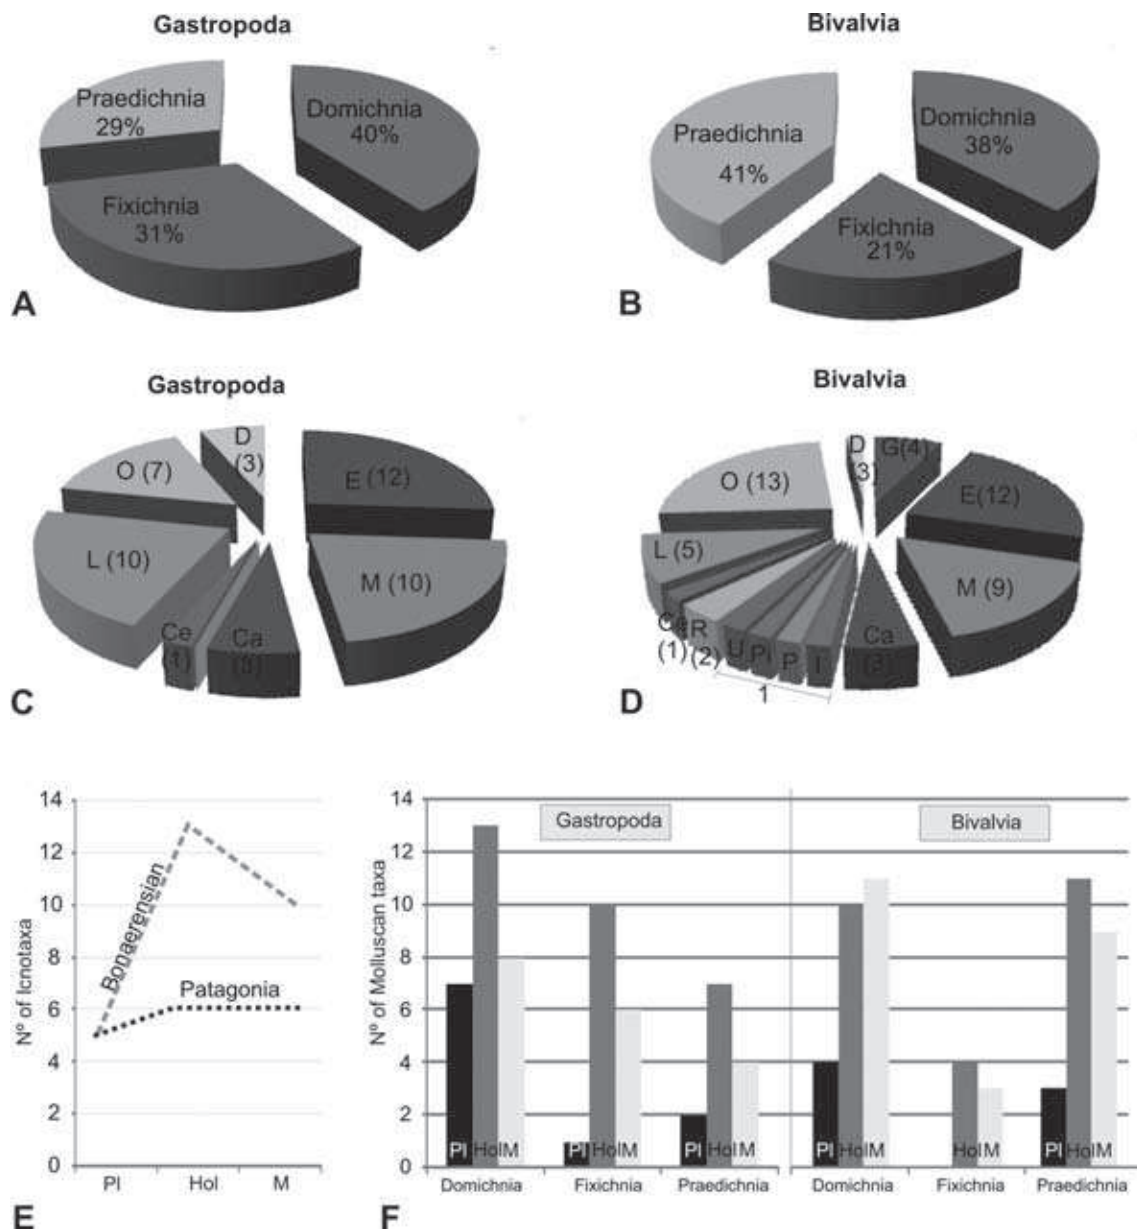 Gastropoda
Praedichnia
29%
Domichnia
40%
Fixichnia
31%
A
Bivalvia
Praedichnia
41%
Domichnia
38%
Fixichnia
21%
B
Gastropoda
D
(3)
O (7)
E (12)
L (10)
M (10)
Ce
(1)
Ca
C
Bivalvia
D
(3)
G(4)
O (13)
E(12)
L (5)
M (9)
(1)
R
(2)
U
Pi
P
I
Ca
(3)
1
D
Nº of Icnotaxa
14
12
10
8
6
4
2
0
Bonaerensian
Patagonia
Pl
Hol
M
E
Nº of Molluscan taxa
14
12
10
8
6
4
2
0
Gastropoda
Bivalvia
Pl Hol M
Pl Hol M
Pl Hol M
Pl Hol M
Hol M
Pl Hol M
Domichnia
Fixichnia
Praedichnia
Domichnia
Fixichnia
Praedichnia
F